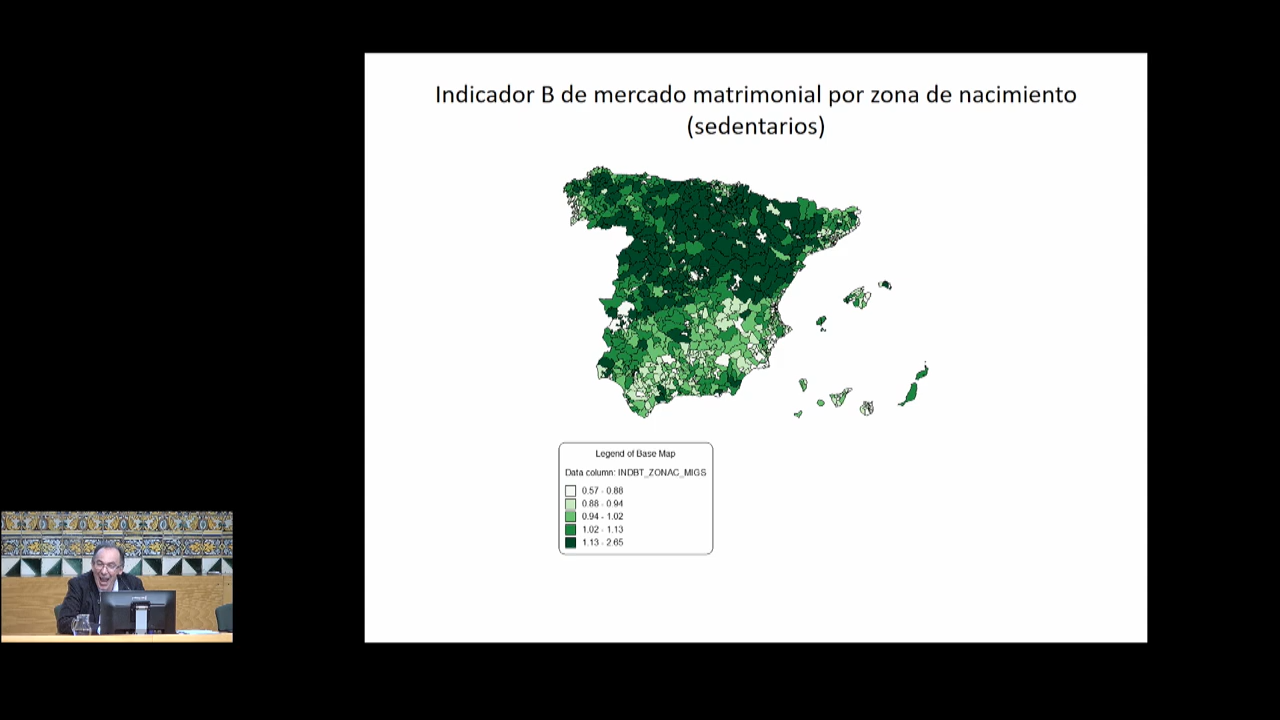 Indicador B de mercado matrimonial por zona de nacimiento
(sedentarios)
Legend of Base Map
Data column: INDBT_ZONAC_MIGS
0.57 - 0.88
0.88 - 0.94
0.94 - 1.02
1.02 - 1.13
1.13 - 2.65